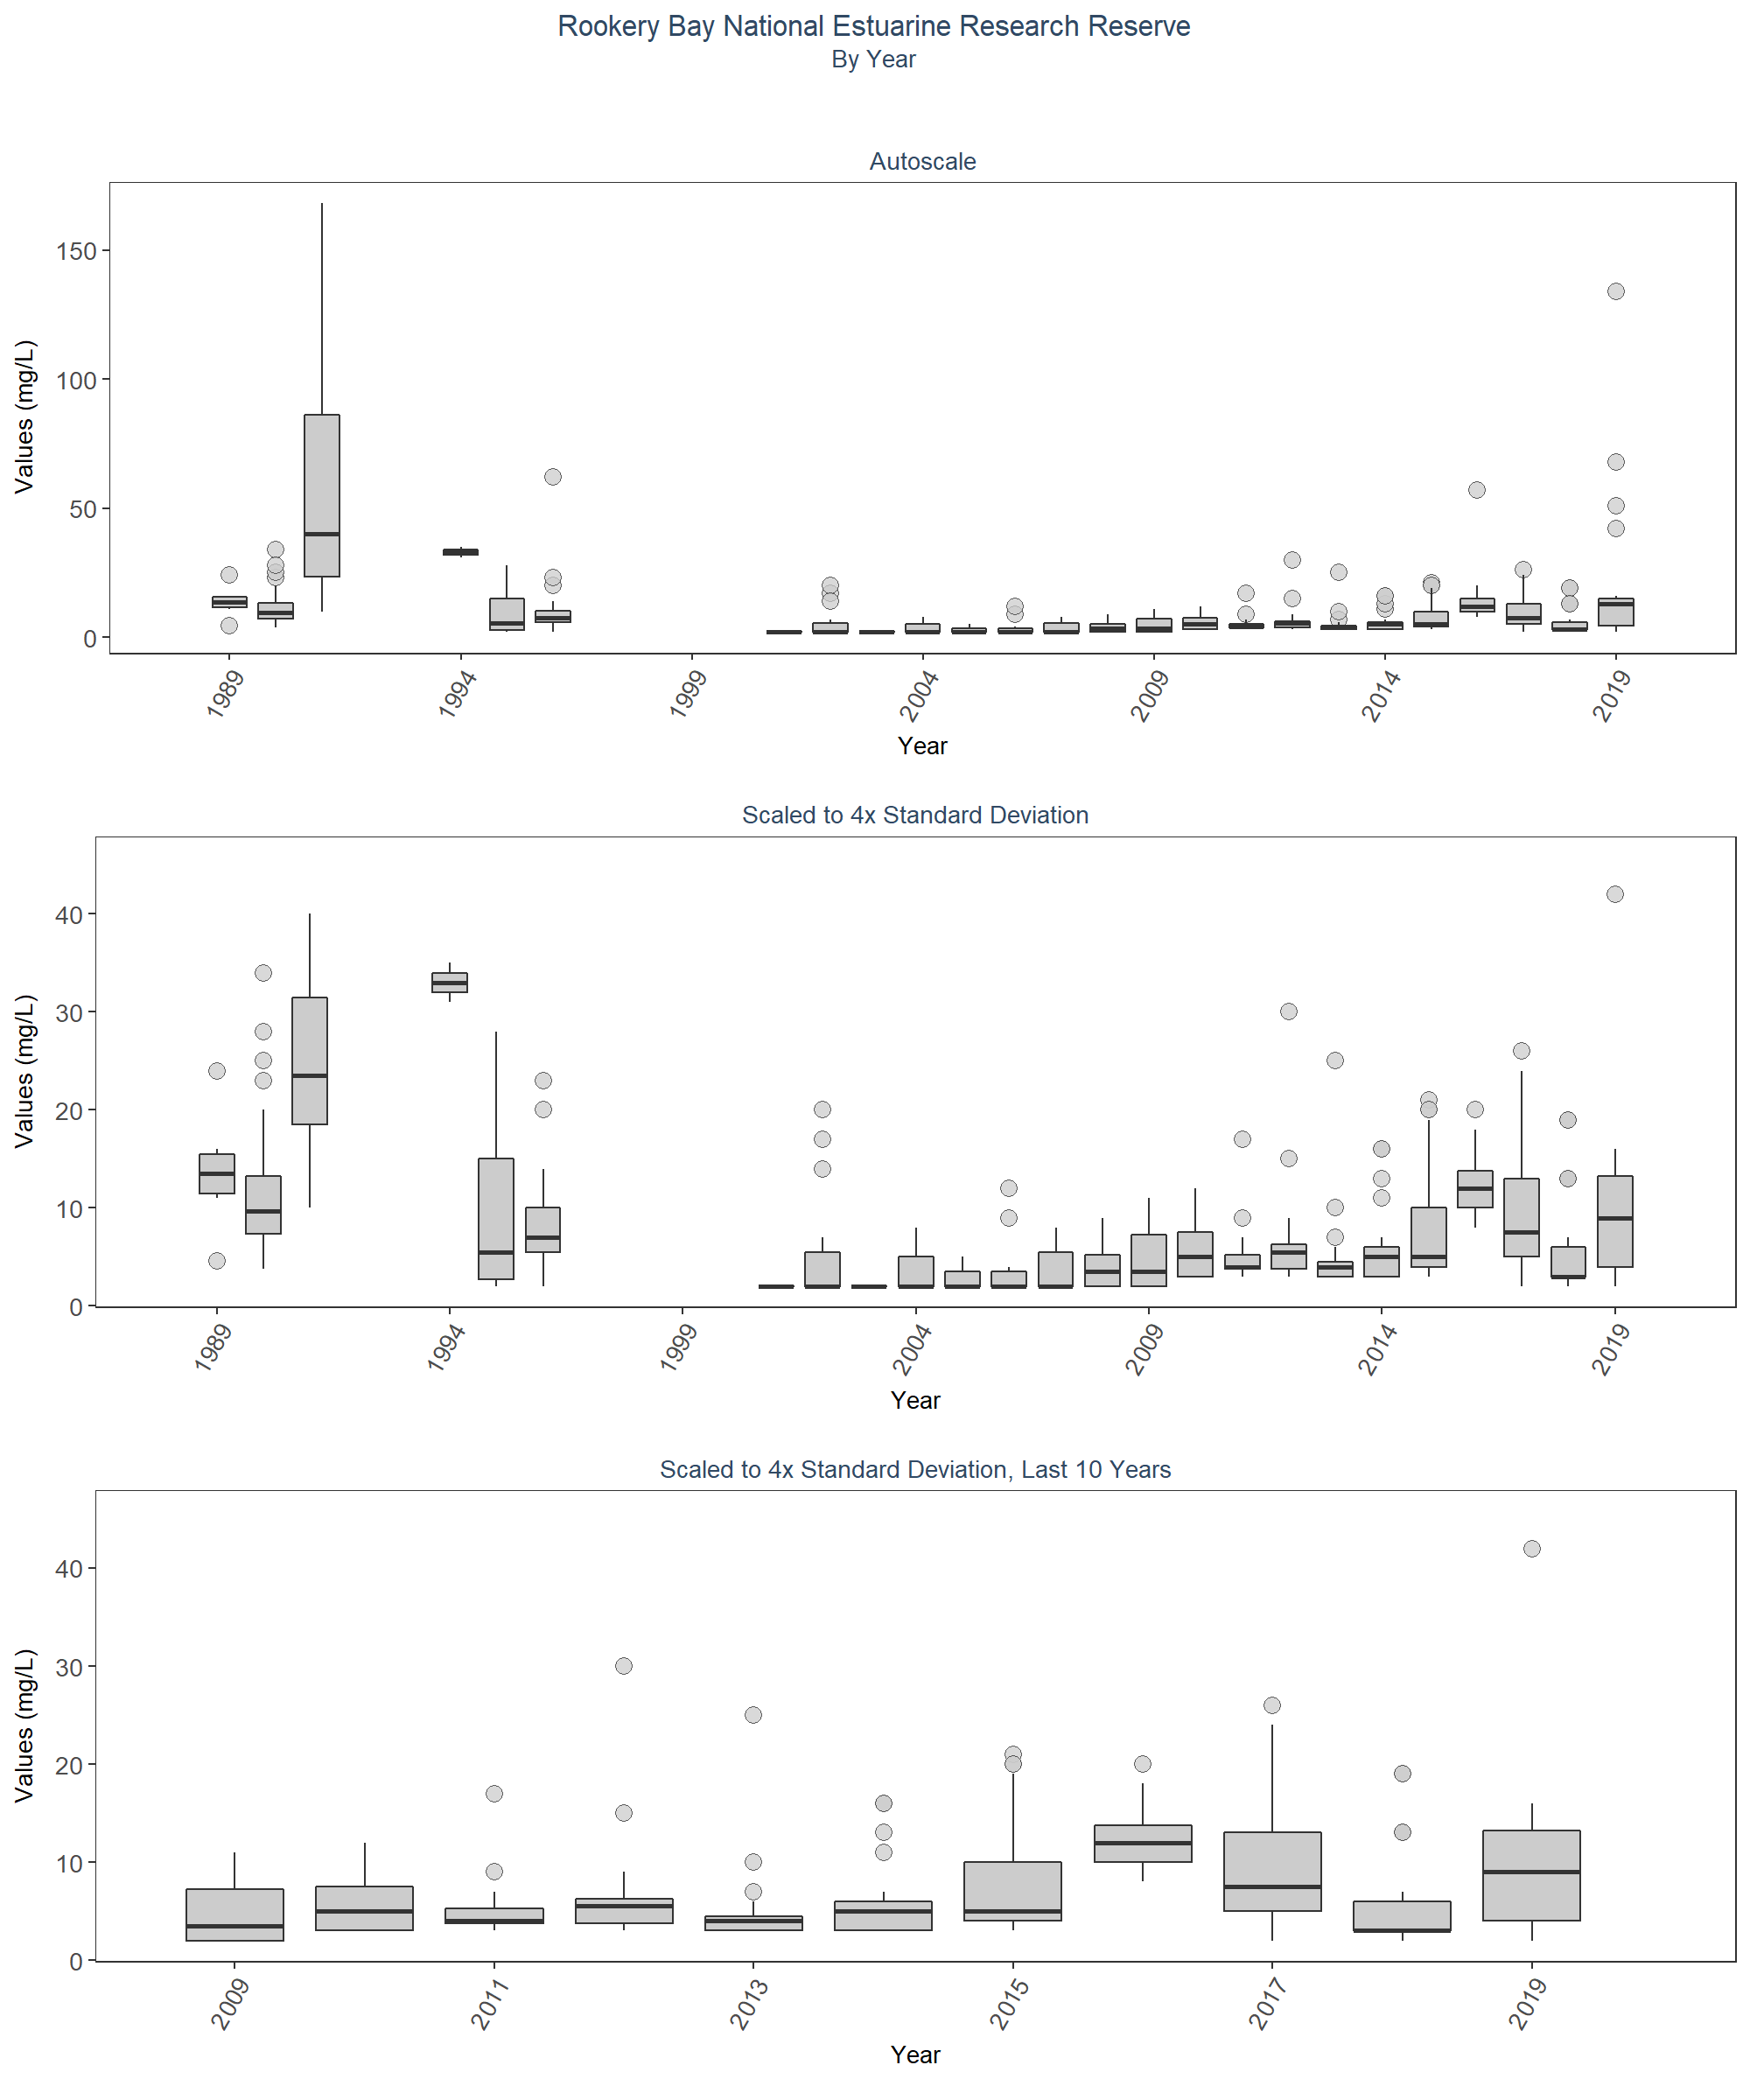 Rookery Bay National Estuarine Research Reserve
By Year
Autoscale
Values (mg/L)
150
100
50
0
1989 1994 1999 2004 2009 2014 2019
Year
Scaled to 4x Standard Deviation
Values (mg/L)
40
30
20
10
0
1989 1994 1999 2004 2009 2014 2019
Year
Scaled to 4x Standard Deviation, Last 10 Years
Values (mg/L)
40
30
20
10
0
2009 2011 2013 2015 2017 2019
Year